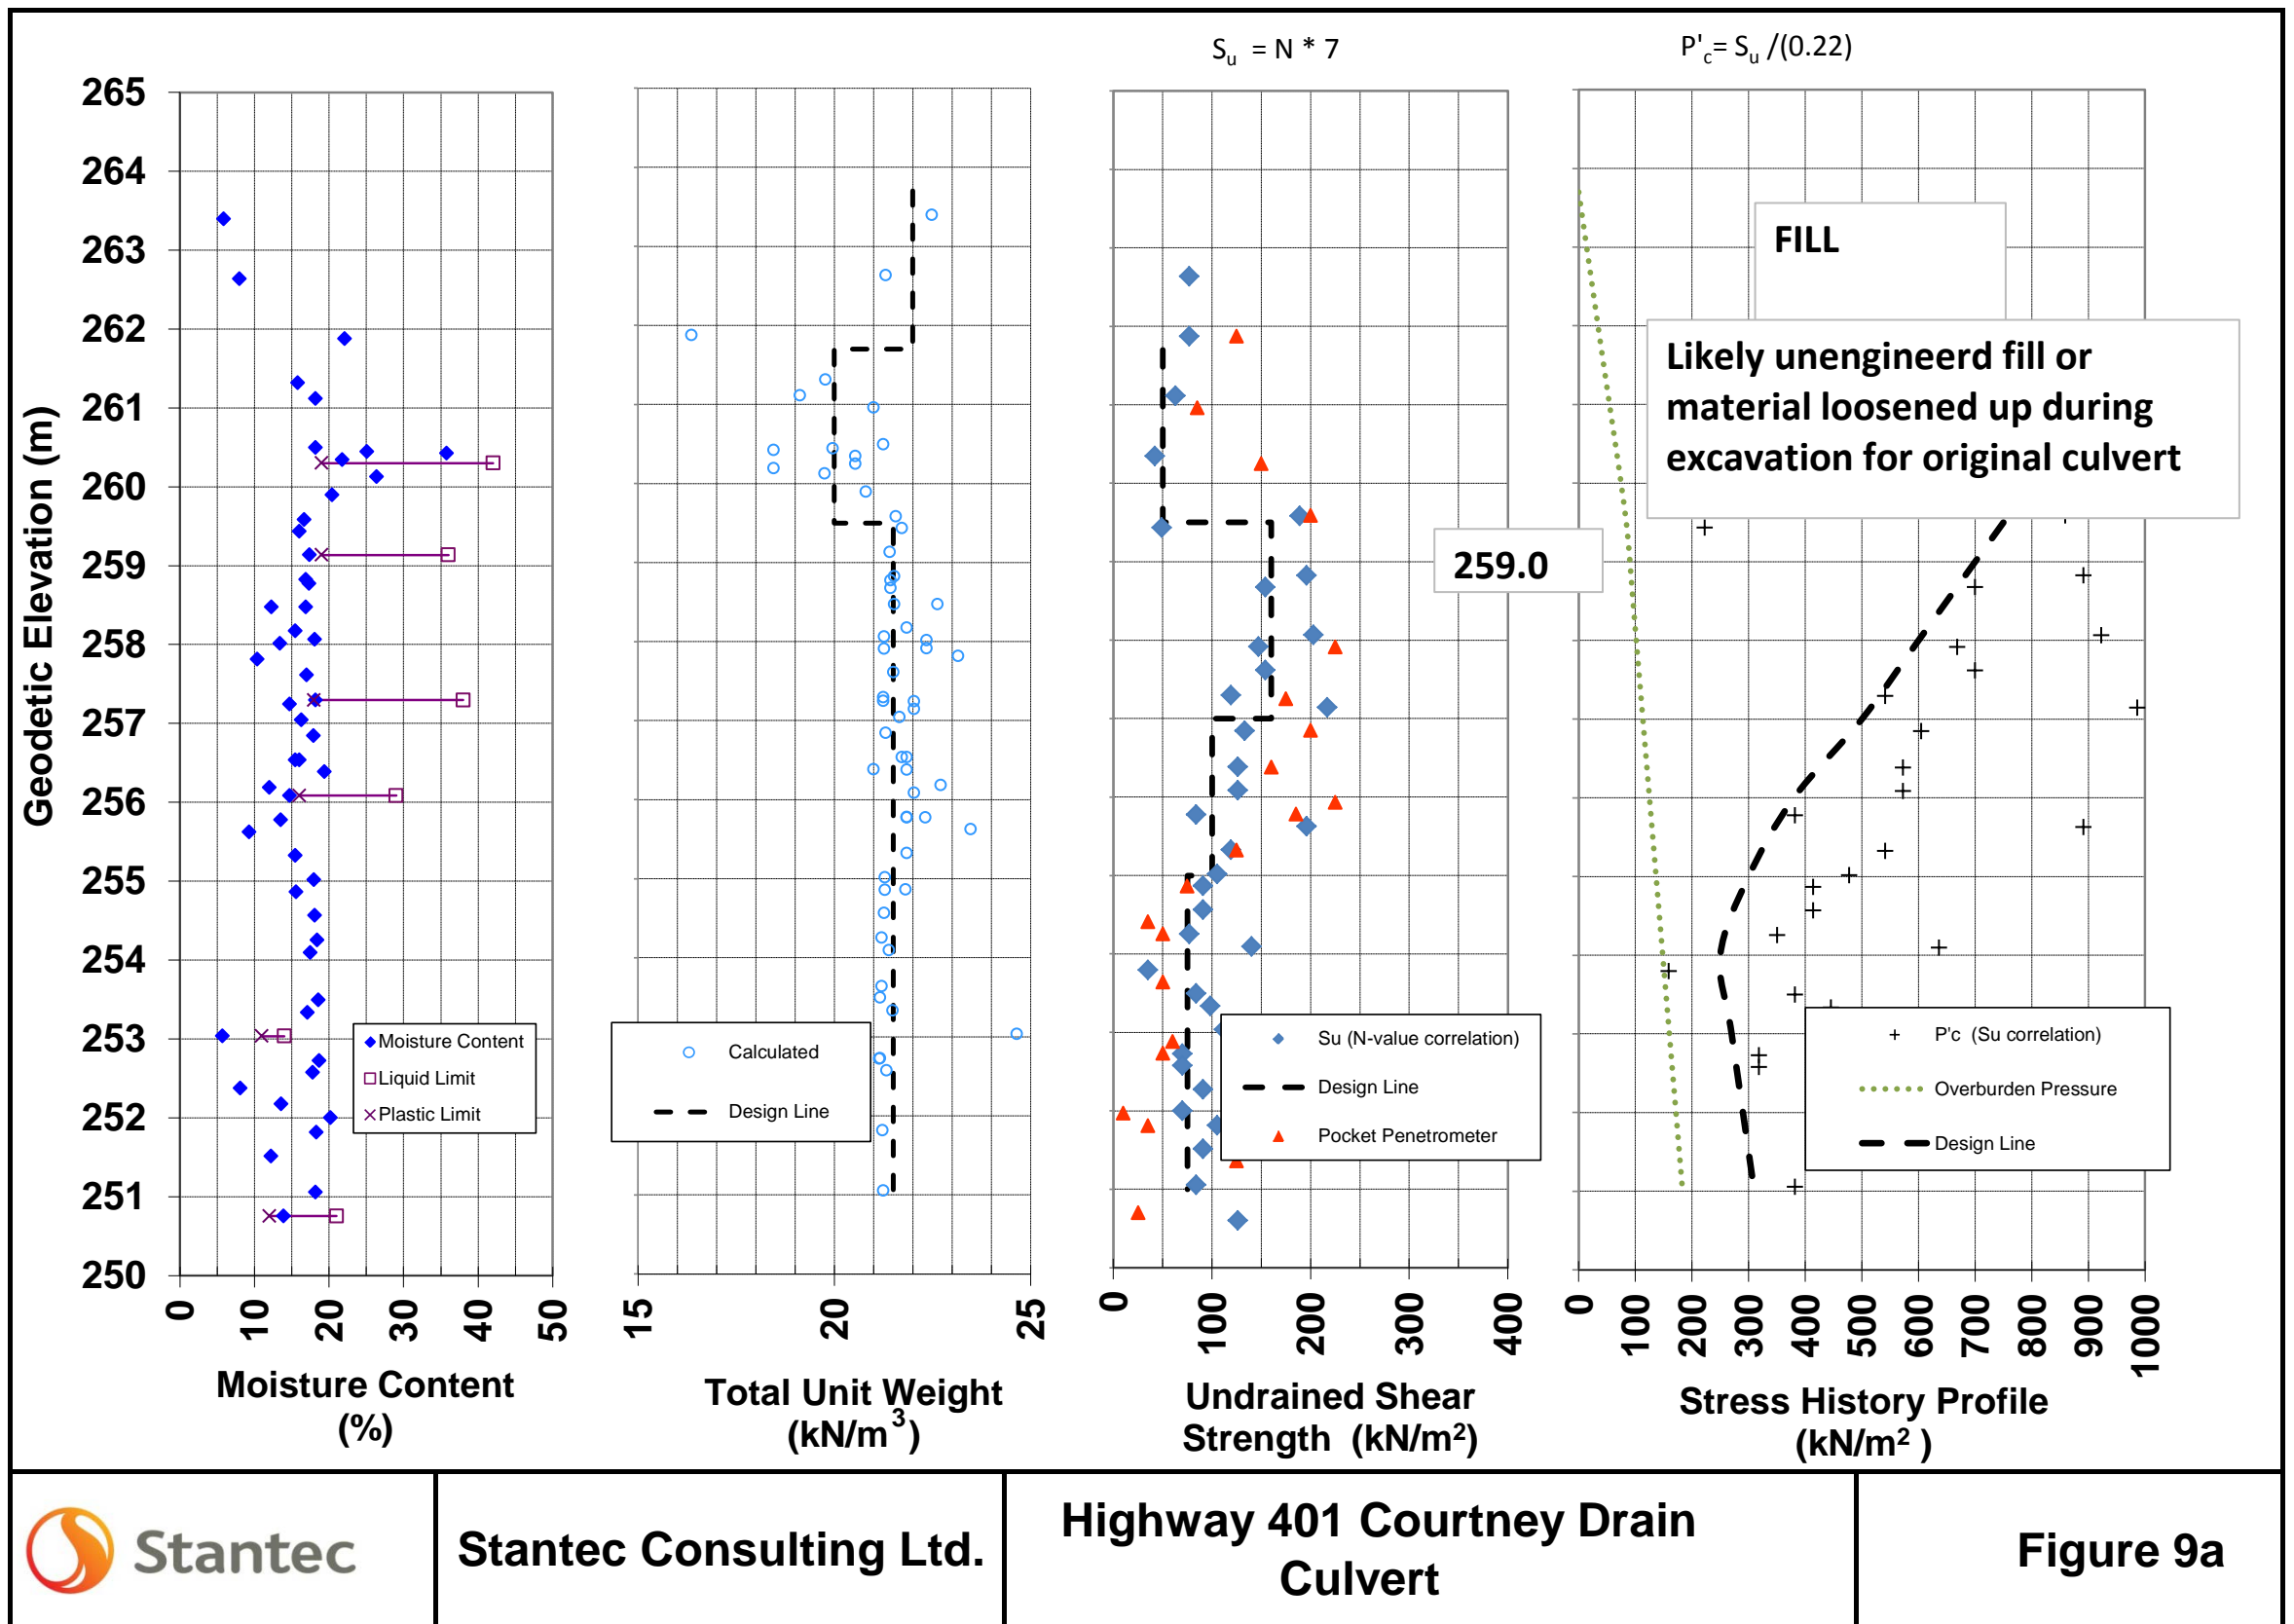 S_u = N * 7
P'_c= S_u /(0.22)
265
264
263
262
261
260
259
258
257
256
255
254
253
252
251
250
Geodetic Elevation (m)
0
10
20
30
40
50
Moisture Content
(%)
Moisture Content
Liquid Limit
Plastic Limit
15
20
25
Total Unit Weight
(kN/m³)
Calculated
Design Line
0
100
200
300
400
Undrained Shear
Strength (kN/m²)
Su (N-value correlation)
Design Line
Pocket Penetrometer
259.0
FILL
Likely unengineerd fill or
material loosened up during
excavation for original culvert
P'c (Su correlation)
Overburden Pressure
Design Line
0
100
200
300
400
500
600
700
800
900
1000
Stress History Profile
(kN/m² )
Stantec
Stantec Consulting Ltd.
Highway 401 Courtney Drain
Culvert
Figure 9a